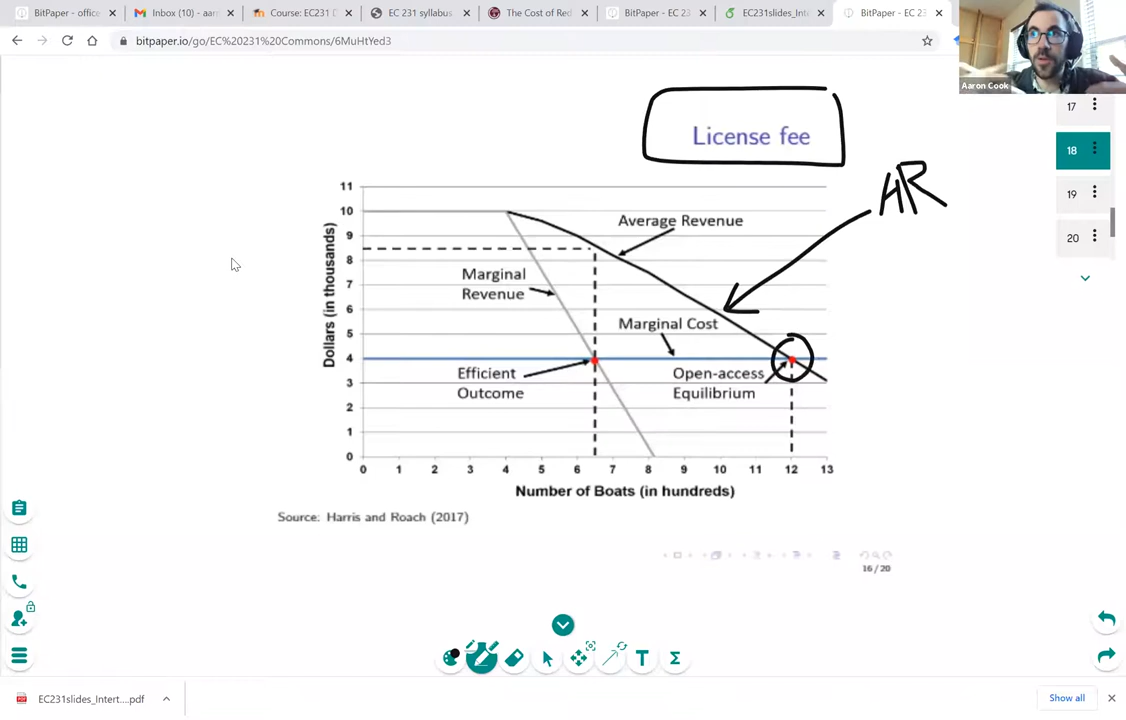 BitPaper - office
Inbox (10) - aar
Course: EC231 D
EC 231 syllabus
The Cost of Red
BitPaper - EC 23
EC231slides_Int
BitPaper - EC 23
bitpaper.io/go/EC%20231%20Commons/6MuHtYed3
Aaron Cook
17
18
19
20
License fee
AR
11
10
9
8
7
6
5
4
3
2
1
0
Dollars (in thousands)
Average Revenue
Marginal
Revenue
Marginal Cost
Efficient
Outcome
Open-access
Equilibrium
0 1 2 3 4 5 6 7 8 9 10 11 12 13
Number of Boats (in hundreds)
Source: Harris and Roach (2017)
16 / 20
T
Σ
EC231slides_Intert....pdf
Show all